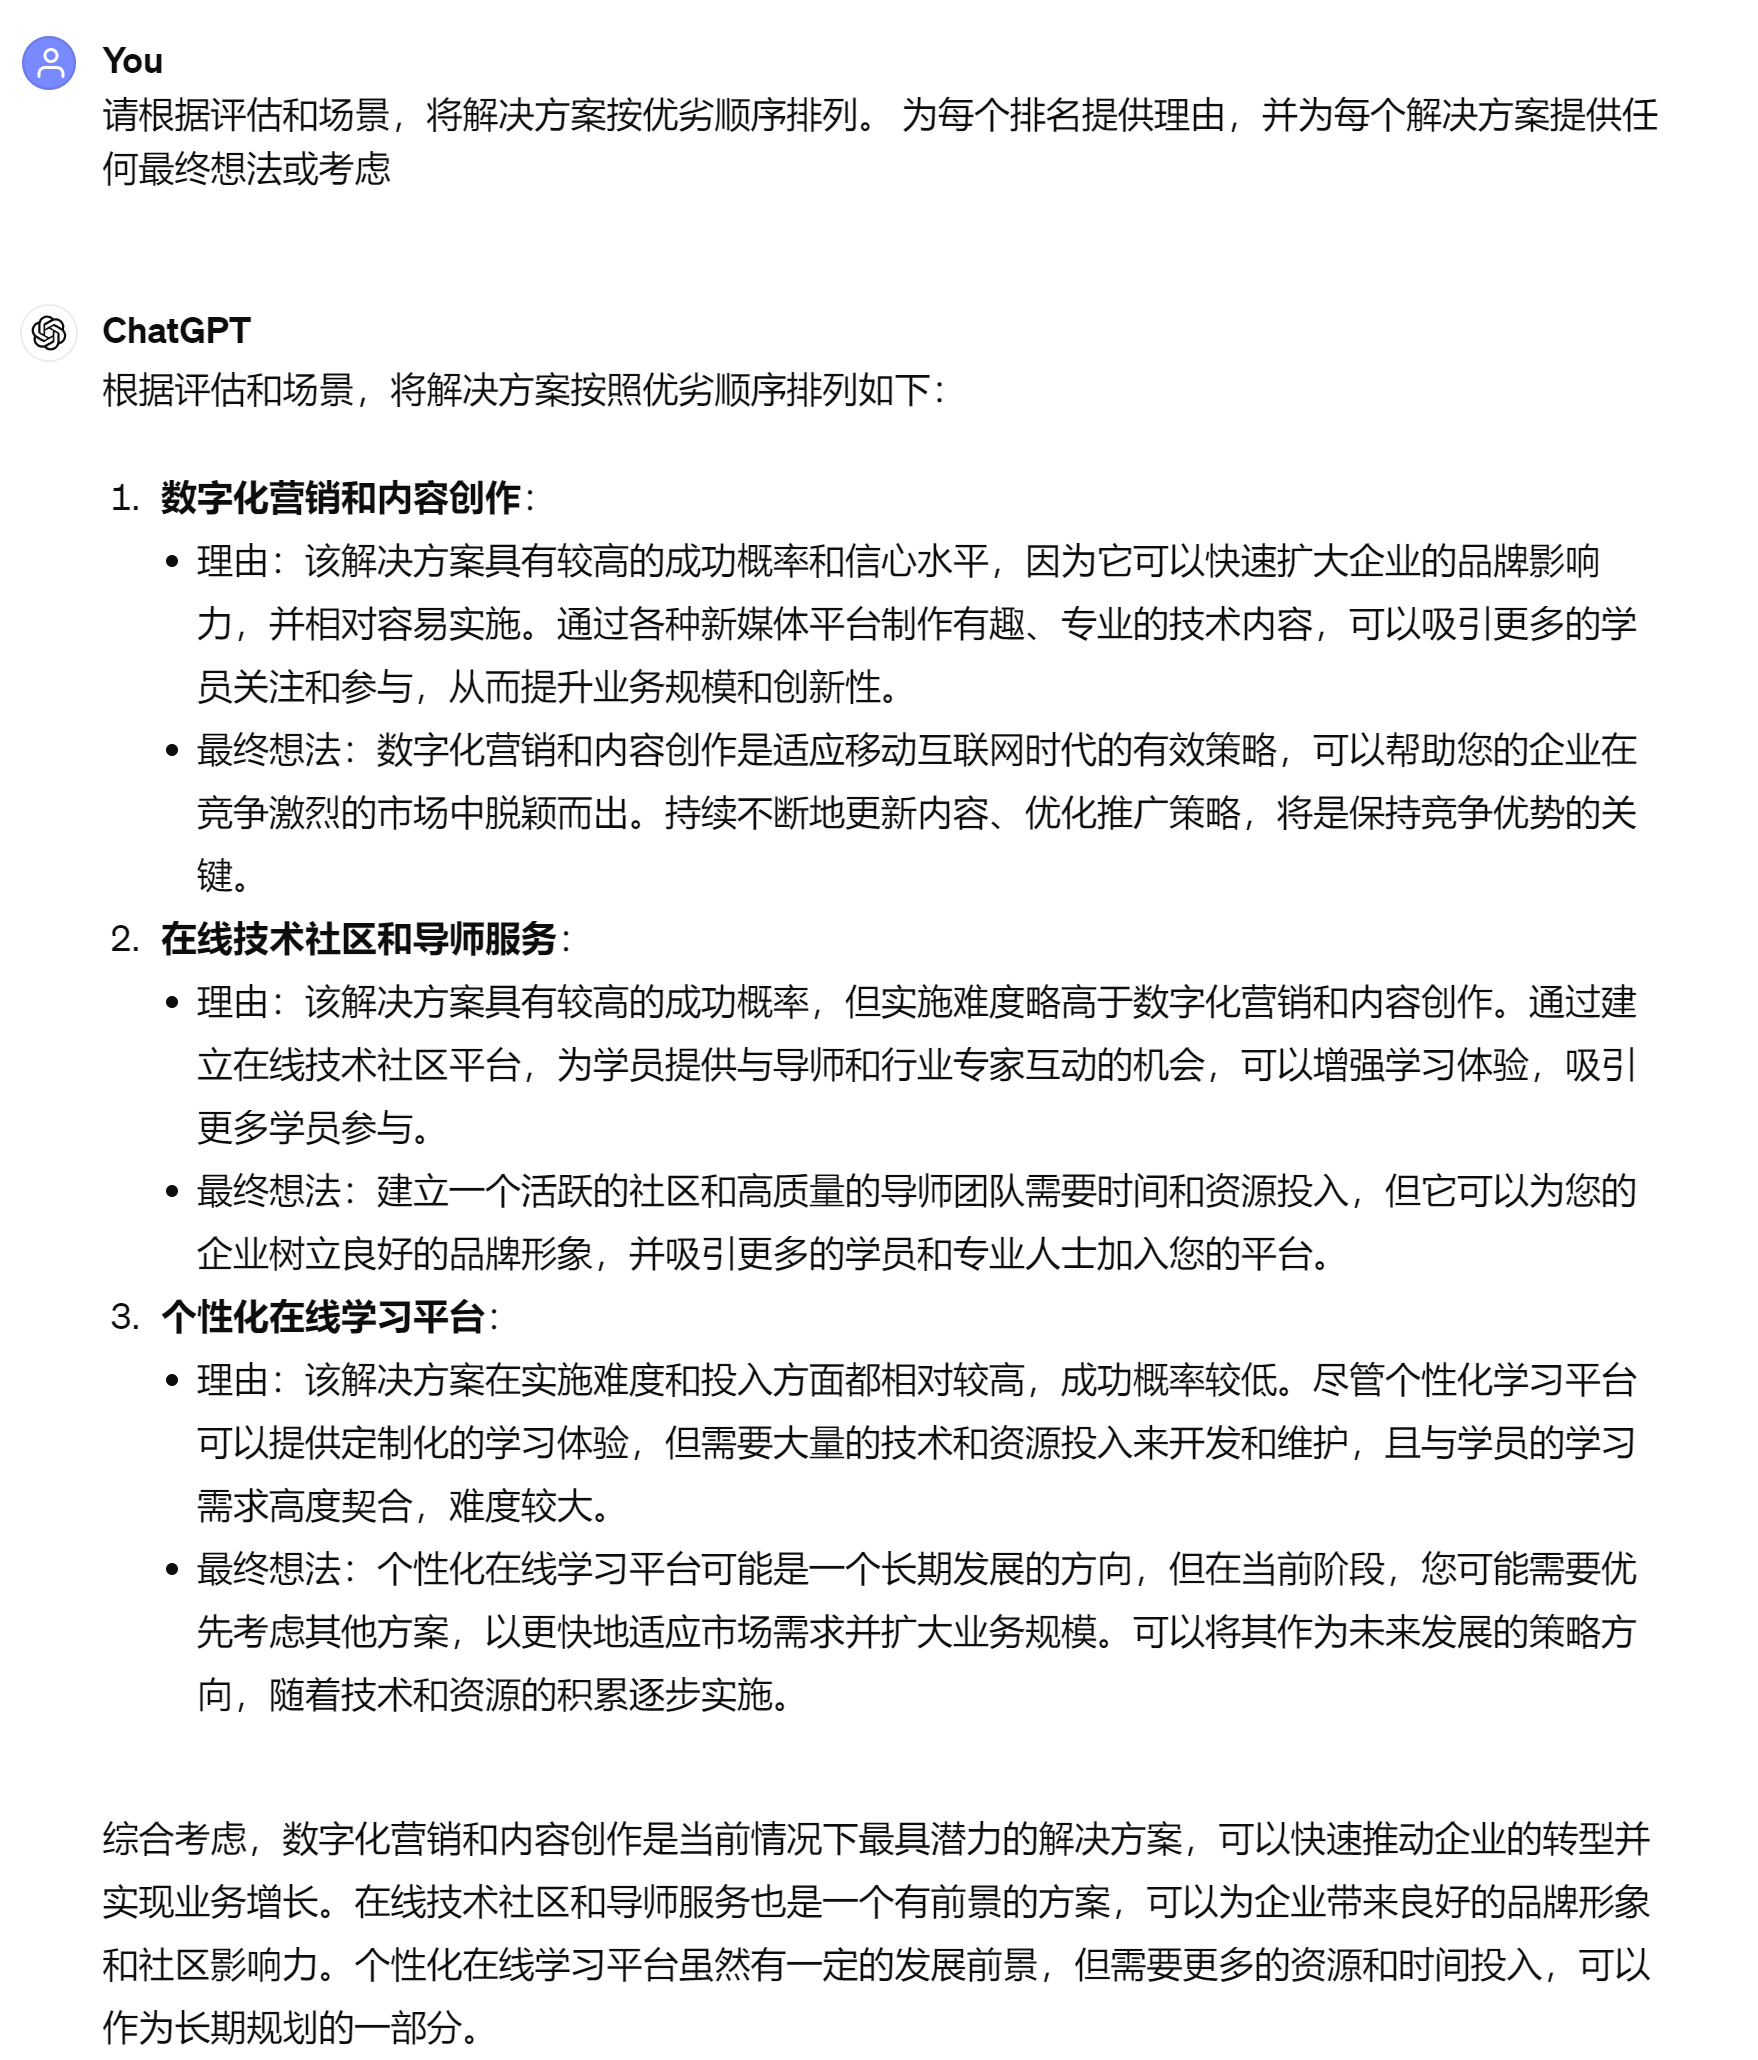 You
请根据评估和场景，将解决方案按优劣顺序排列。 为每个排名提供理由，并为每个解决方案提供任
何最终想法或考虑
ChatGPT
根据评估和场景，将解决方案按照优劣顺序排列如下：
1. 数字化营销和内容创作：
• 理由：该解决方案具有较高的成功概率和信心水平，因为它可以快速扩大企业的品牌影响
力，并相对容易实施。通过各种新媒体平台制作有趣、专业的技术内容，可以吸引更多的学
员关注和参与，从而提升业务规模和创新性。
• 最终想法：数字化营销和内容创作是适应移动互联网时代的有效策略，可以帮助您的企业在
竞争激烈的市场中脱颖而出。持续不断地更新内容、优化推广策略，将是保持竞争优势的关
键。
2. 在线技术社区和导师服务：
• 理由：该解决方案具有较高的成功概率，但实施难度略高于数字化营销和内容创作。通过建
立在线技术社区平台，为学员提供与导师和行业专家互动的机会，可以增强学习体验，吸引
更多学员参与。
• 最终想法：建立一个活跃的社区和高质量的导师团队需要时间和资源投入，但它可以为您的
企业树立良好的品牌形象，并吸引更多的学员和专业人士加入您的平台。
3. 个性化在线学习平台：
• 理由：该解决方案在实施难度和投入方面都相对较高，成功概率较低。尽管个性化学习平台
可以提供定制化的学习体验，但需要大量的技术和资源投入来开发和维护，且与学员的学习
需求高度契合，难度较大。
• 最终想法：个性化在线学习平台可能是一个长期发展的方向，但在当前阶段，您可能需要优
先考虑其他方案，以更快地适应市场需求并扩大业务规模。可以将其作为未来发展的策略方
向，随着技术和资源的积累逐步实施。
综合考虑，数字化营销和内容创作是当前情况下最具潜力的解决方案，可以快速推动企业的转型并
实现业务增长。在线技术社区和导师服务也是一个有前景的方案，可以为企业带来良好的品牌形象
和社区影响力。个性化在线学习平台虽然有一定的发展前景，但需要更多的资源和时间投入，可以
作为长期规划的一部分。